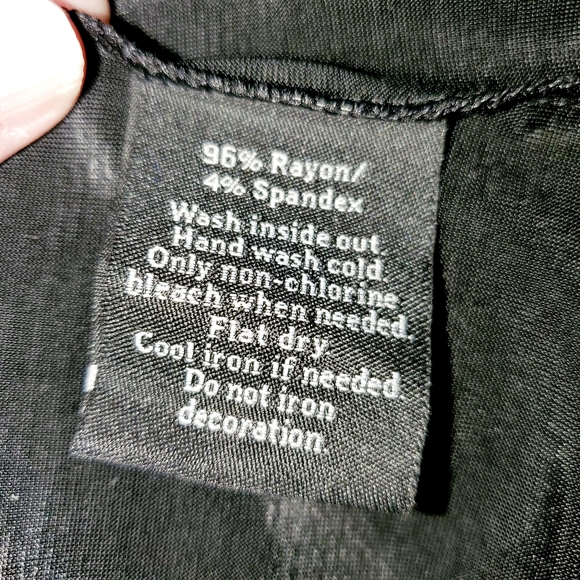 96% Rayon/
4% Spandex
Wash inside out
Hand wash cold
Only non-chlorine
bleach when needed.
Flat dry
Cool iron if needed
Do not iron
decoration.